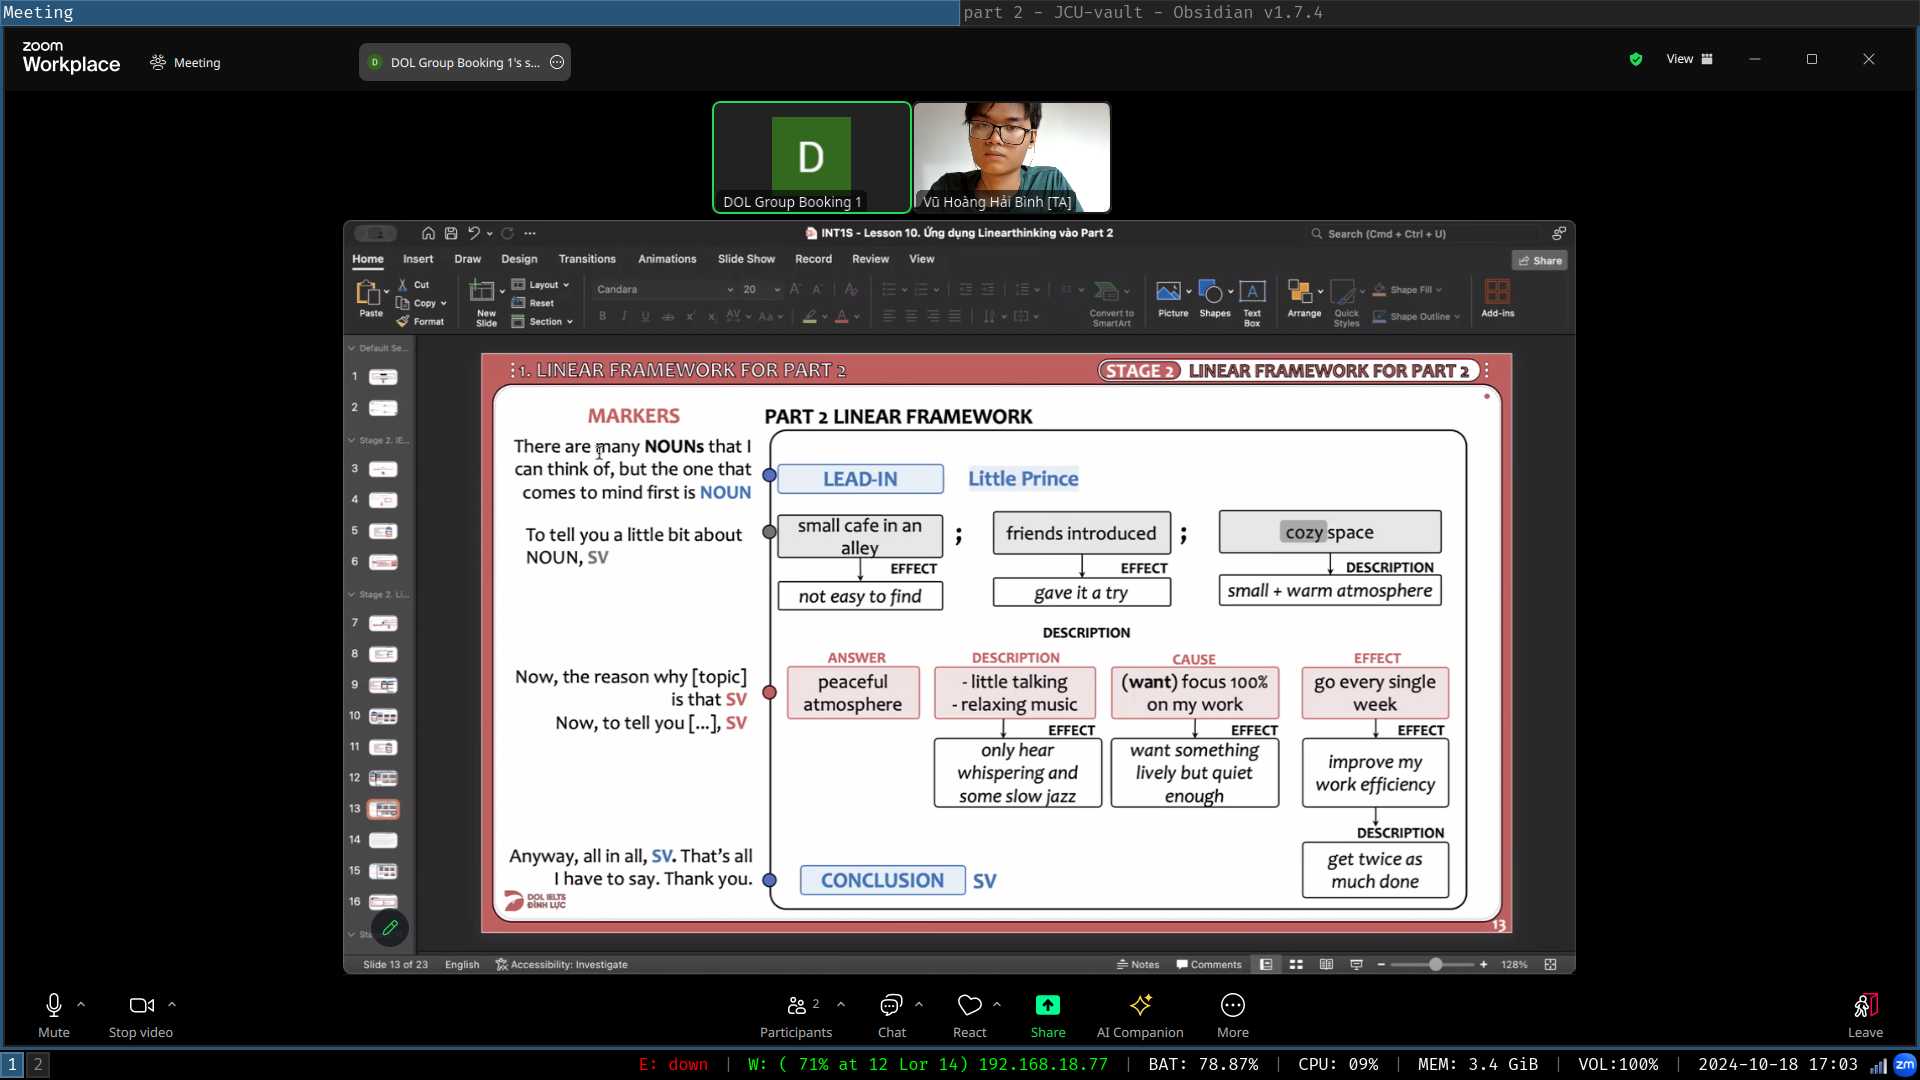 Meeting
part 2 - JCU-vault - Obsidian v1.7.4
zoom
Workplace
Meeting
D DOL Group Booking 1's s...
View
D
DOL Group Booking 1
Vũ Hoàng Hải Bình [TA]
INT1S - Lesson 10. Ứng dụng Linearthinking vào Part 2
Search (Cmd + Ctrl + U)
Home Insert Draw Design Transitions Animations Slide Show Record Review View
Share
Paste
Cut
Copy
Format
New
Slide
Layout
Reset
Section
Candara 20
Convert to
SmartArt
Picture
Shapes
Text
Box
Arrange
Quick
Styles
Shape Fill
Shape Outline
Add-ins
Default Se...
1
2
Stage 2. IE...
3
4
5
6
Stage 2. Li...
7
8
9
10
11
12
13
14
15
16
Sta
1. LINEAR FRAMEWORK FOR PART 2
STAGE 2 LINEAR FRAMEWORK FOR PART 2
MARKERS
There are many NOUNs that I
can think of, but the one that
comes to mind first is NOUN
To tell you a little bit about
NOUN, SV
Now, the reason why [topic]
is that SV
Now, to tell you [...], SV
Anyway, all in all, SV. That's all
I have to say. Thank you.
DOL IELTS
ĐÌNH LỰC
PART 2 LINEAR FRAMEWORK
LEAD-IN Little Prince
small cafe in an
alley
;
friends introduced
;
cozy space
EFFECT
EFFECT
DESCRIPTION
not easy to find
gave it a try
small + warm atmosphere
DESCRIPTION
ANSWER
peaceful
atmosphere
DESCRIPTION
- little talking
- relaxing music
EFFECT
only hear
whispering and
some slow jazz
CAUSE
(want) focus 100%
on my work
EFFECT
want something
lively but quiet
enough
EFFECT
go every single
week
EFFECT
improve my
work efficiency
DESCRIPTION
get twice as
much done
CONCLUSION SV
13
Slide 13 of 23 English Accessibility: Investigate
Notes Comments 128%
Mute
Stop video
2
Participants
Chat
React
Share
AI Companion
More
Leave
1 2
E: down | W: ( 71% at 12 Lor 14) 192.168.18.77 | BAT: 78.87% | CPU: 09% | MEM: 3.4 GiB | VOL:100% | 2024-10-18 17:03 zm